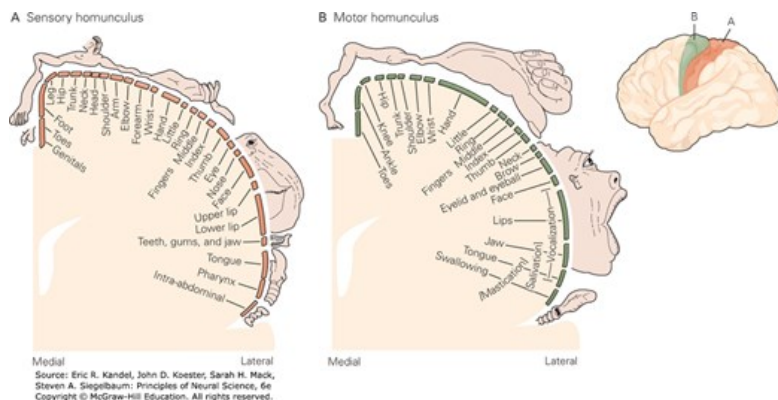 A Sensory homunculus
Leg
Hip
Trunk
Neck
Head
Shoulder
Arm
Elbow
Forearm
Wrist
Hand
Little
Ring
Middle
Index
Thumb
Eye
Nose
Face
Upper lip
Lower lip
Teeth, gums, and jaw
Tongue
Pharynx
Intra-abdominal
Fingers
Foot
Toes
Genitals
Medial
Lateral
B Motor homunculus
Toes
Ankle
Knee
Hip
Trunk
Shoulder
Elbow
Wrist
Hand
Little
Ring
Middle
Index
Thumb
Fingers
Neck
Brow
Eyelid and eyeball
Face
Lips
Jaw
Tongue
Swallowing
|Mastication|
Salivation|
Vocalization|
Medial
Lateral
B
A
Source: Eric R. Kandel, John D. Koester, Sarah H. Mack,
Steven A. Siegelbaum: Principles of Neural Science, 6e
Copyright © McGraw-Hill Education. All rights reserved.